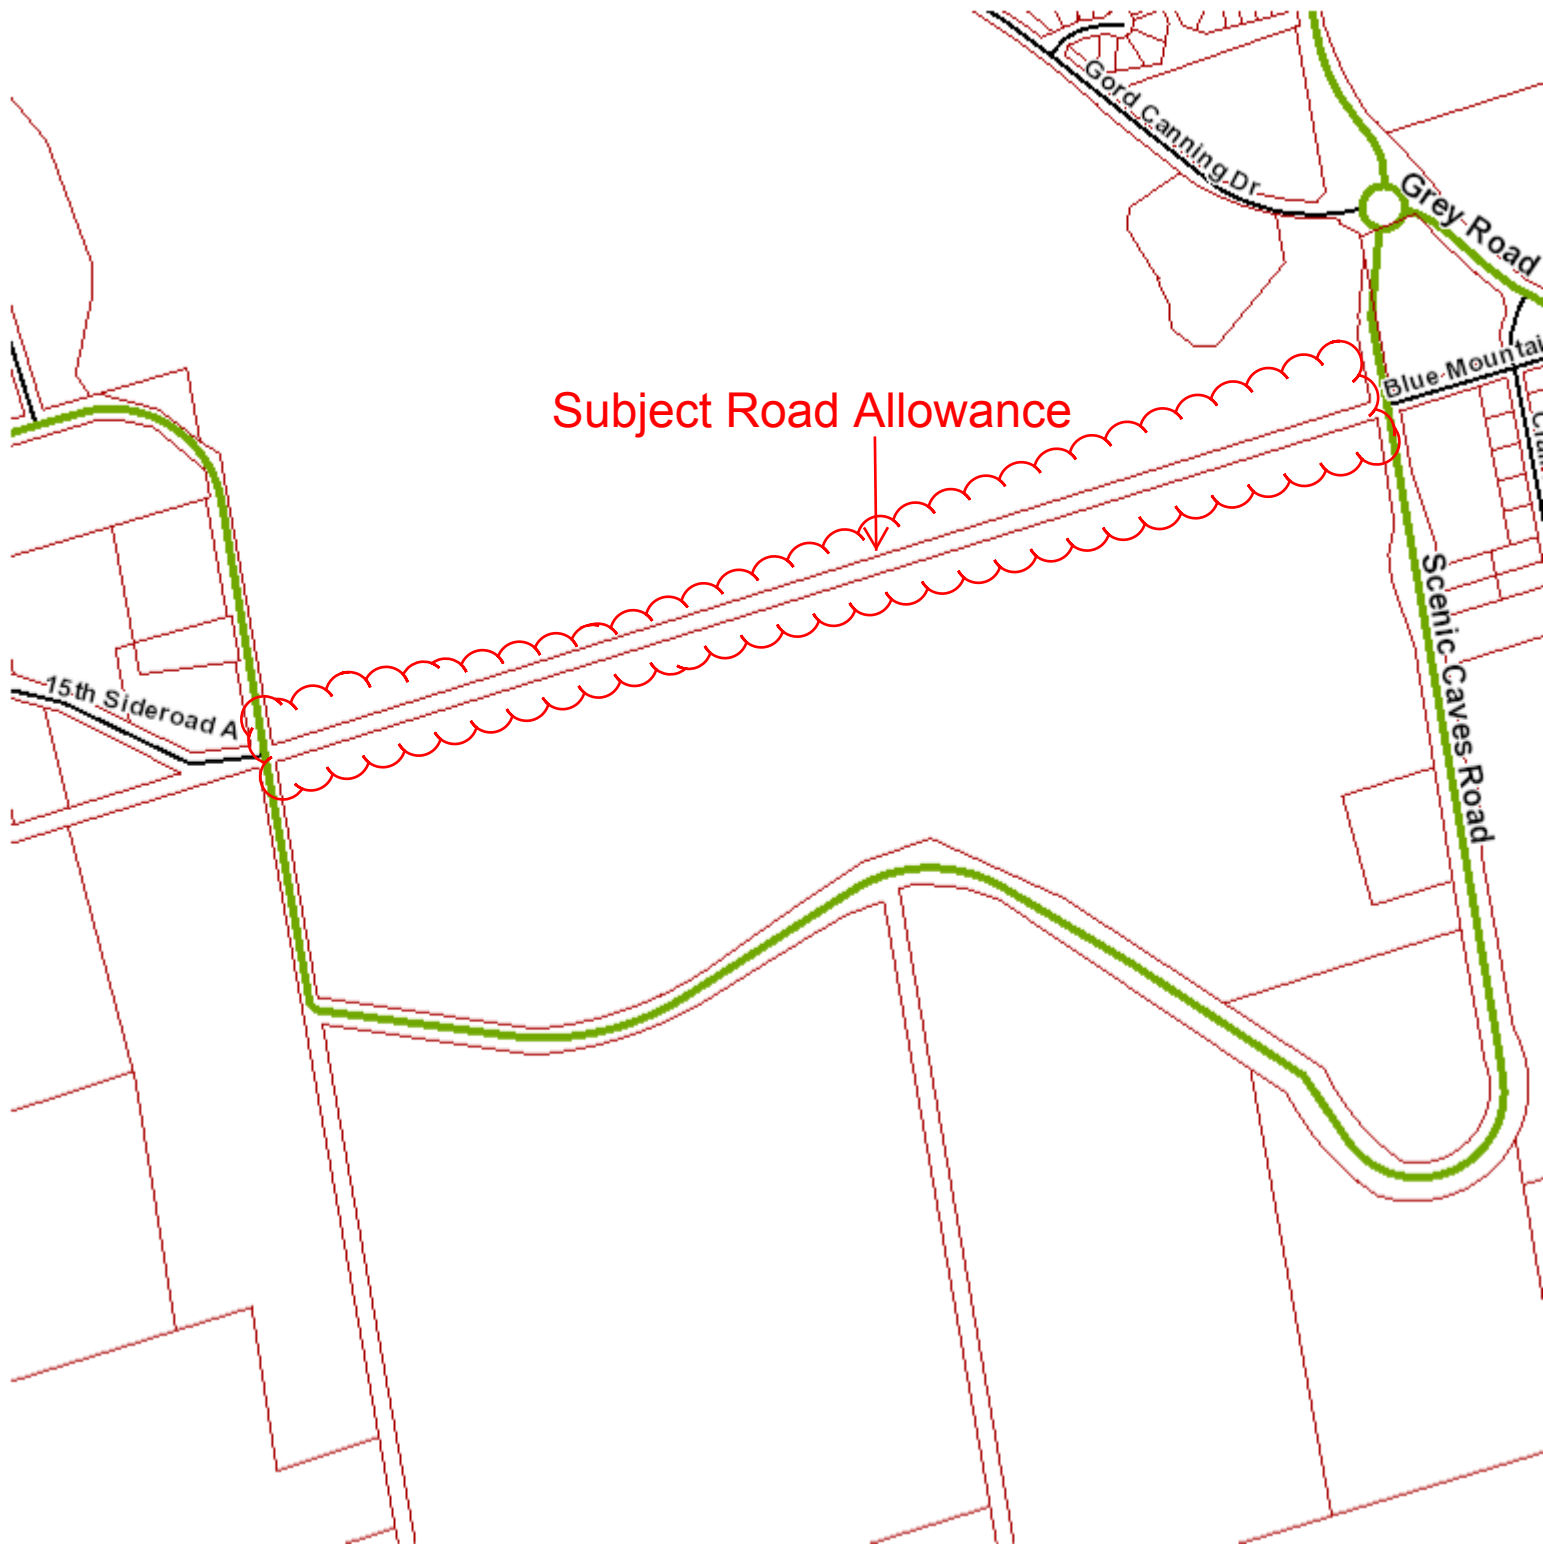 Gord Canning Dr
Grey Road
Blue Mountai
Subject Road Allowance
Scenic Caves Road
15th Sideroad A